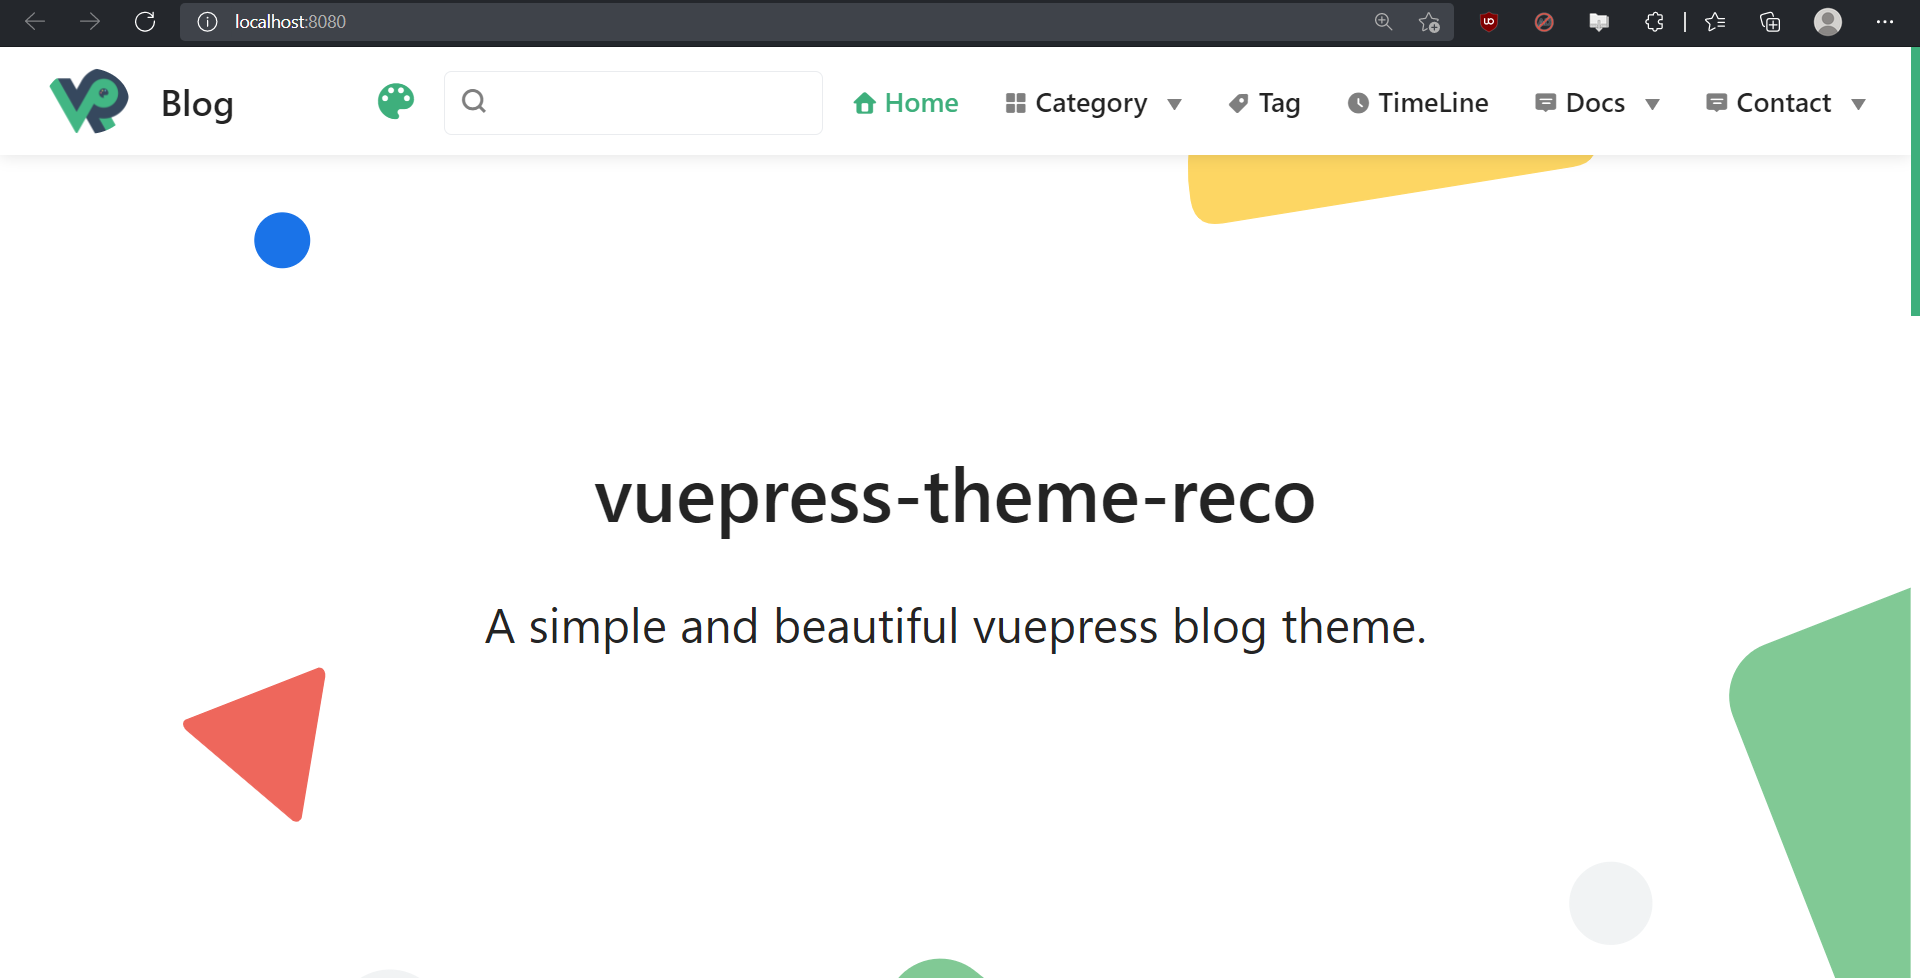 localhost:8080
Blog
Home Category Tag TimeLine Docs Contact
vuepress-theme-reco
A simple and beautiful vuepress blog theme.